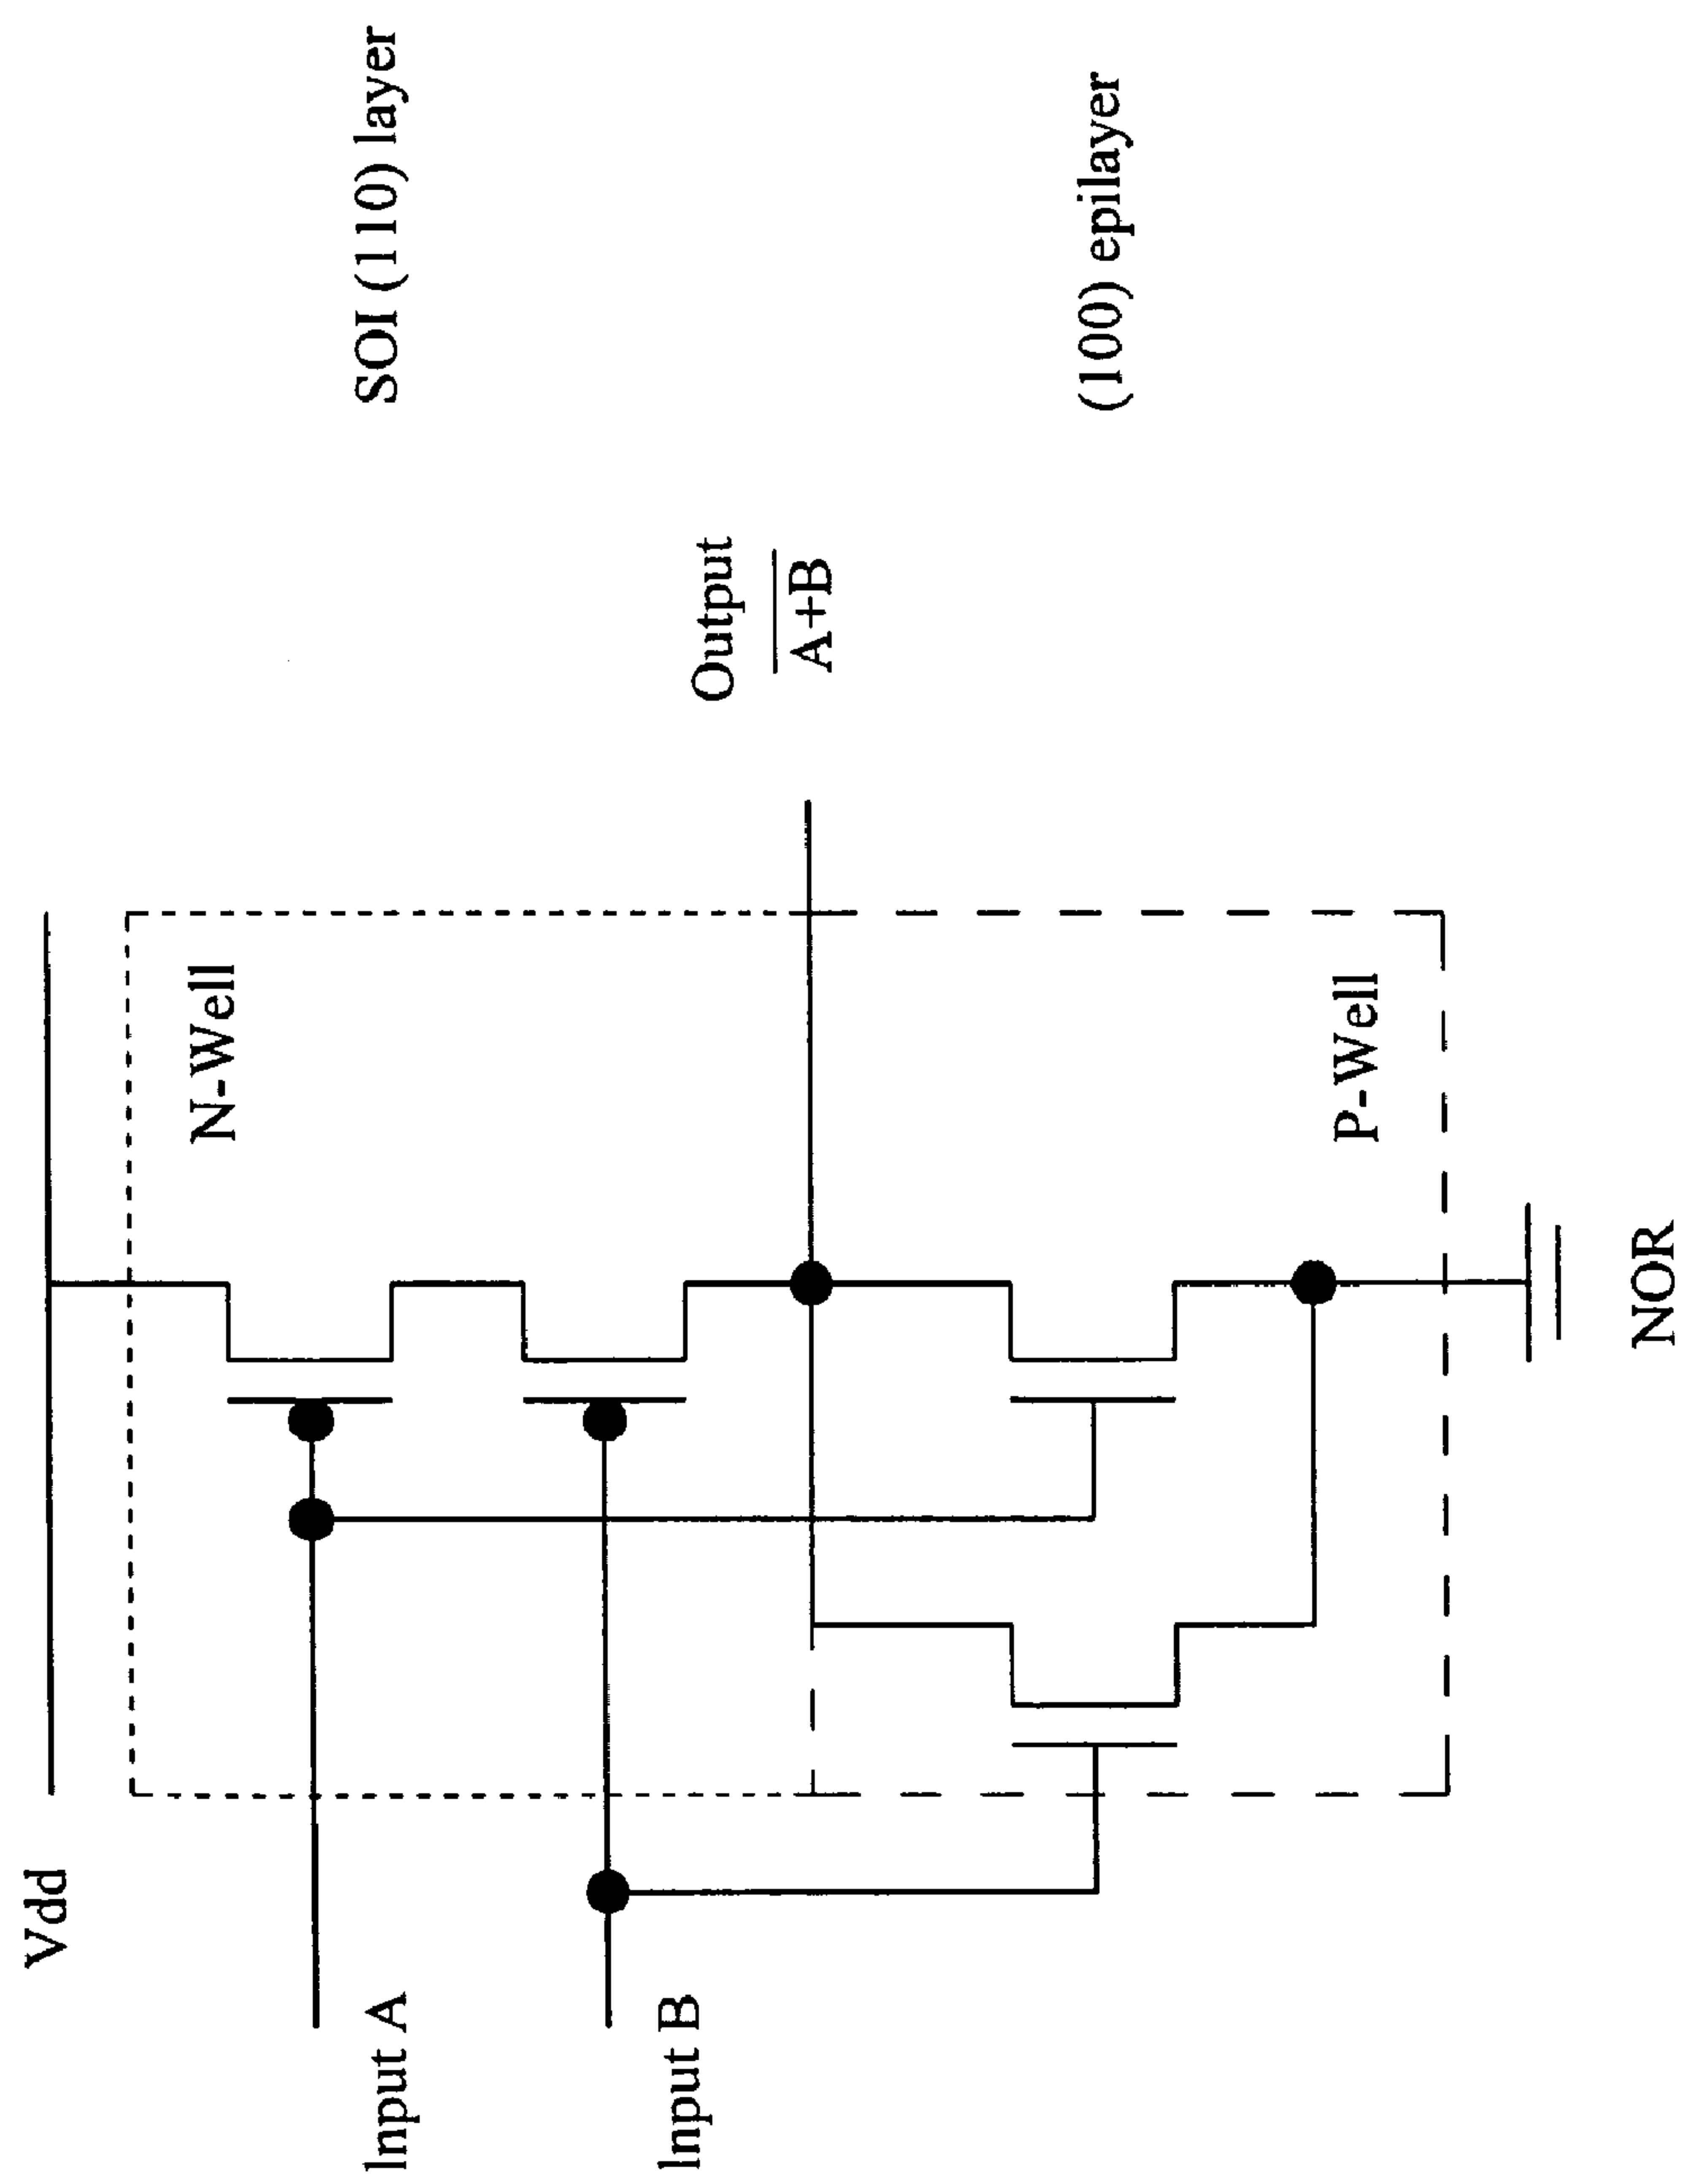 Vdd
N-Well
SOI (110) layer
Input A
Input B
Output
A+B
(100) epilayer
P-Well
NOR